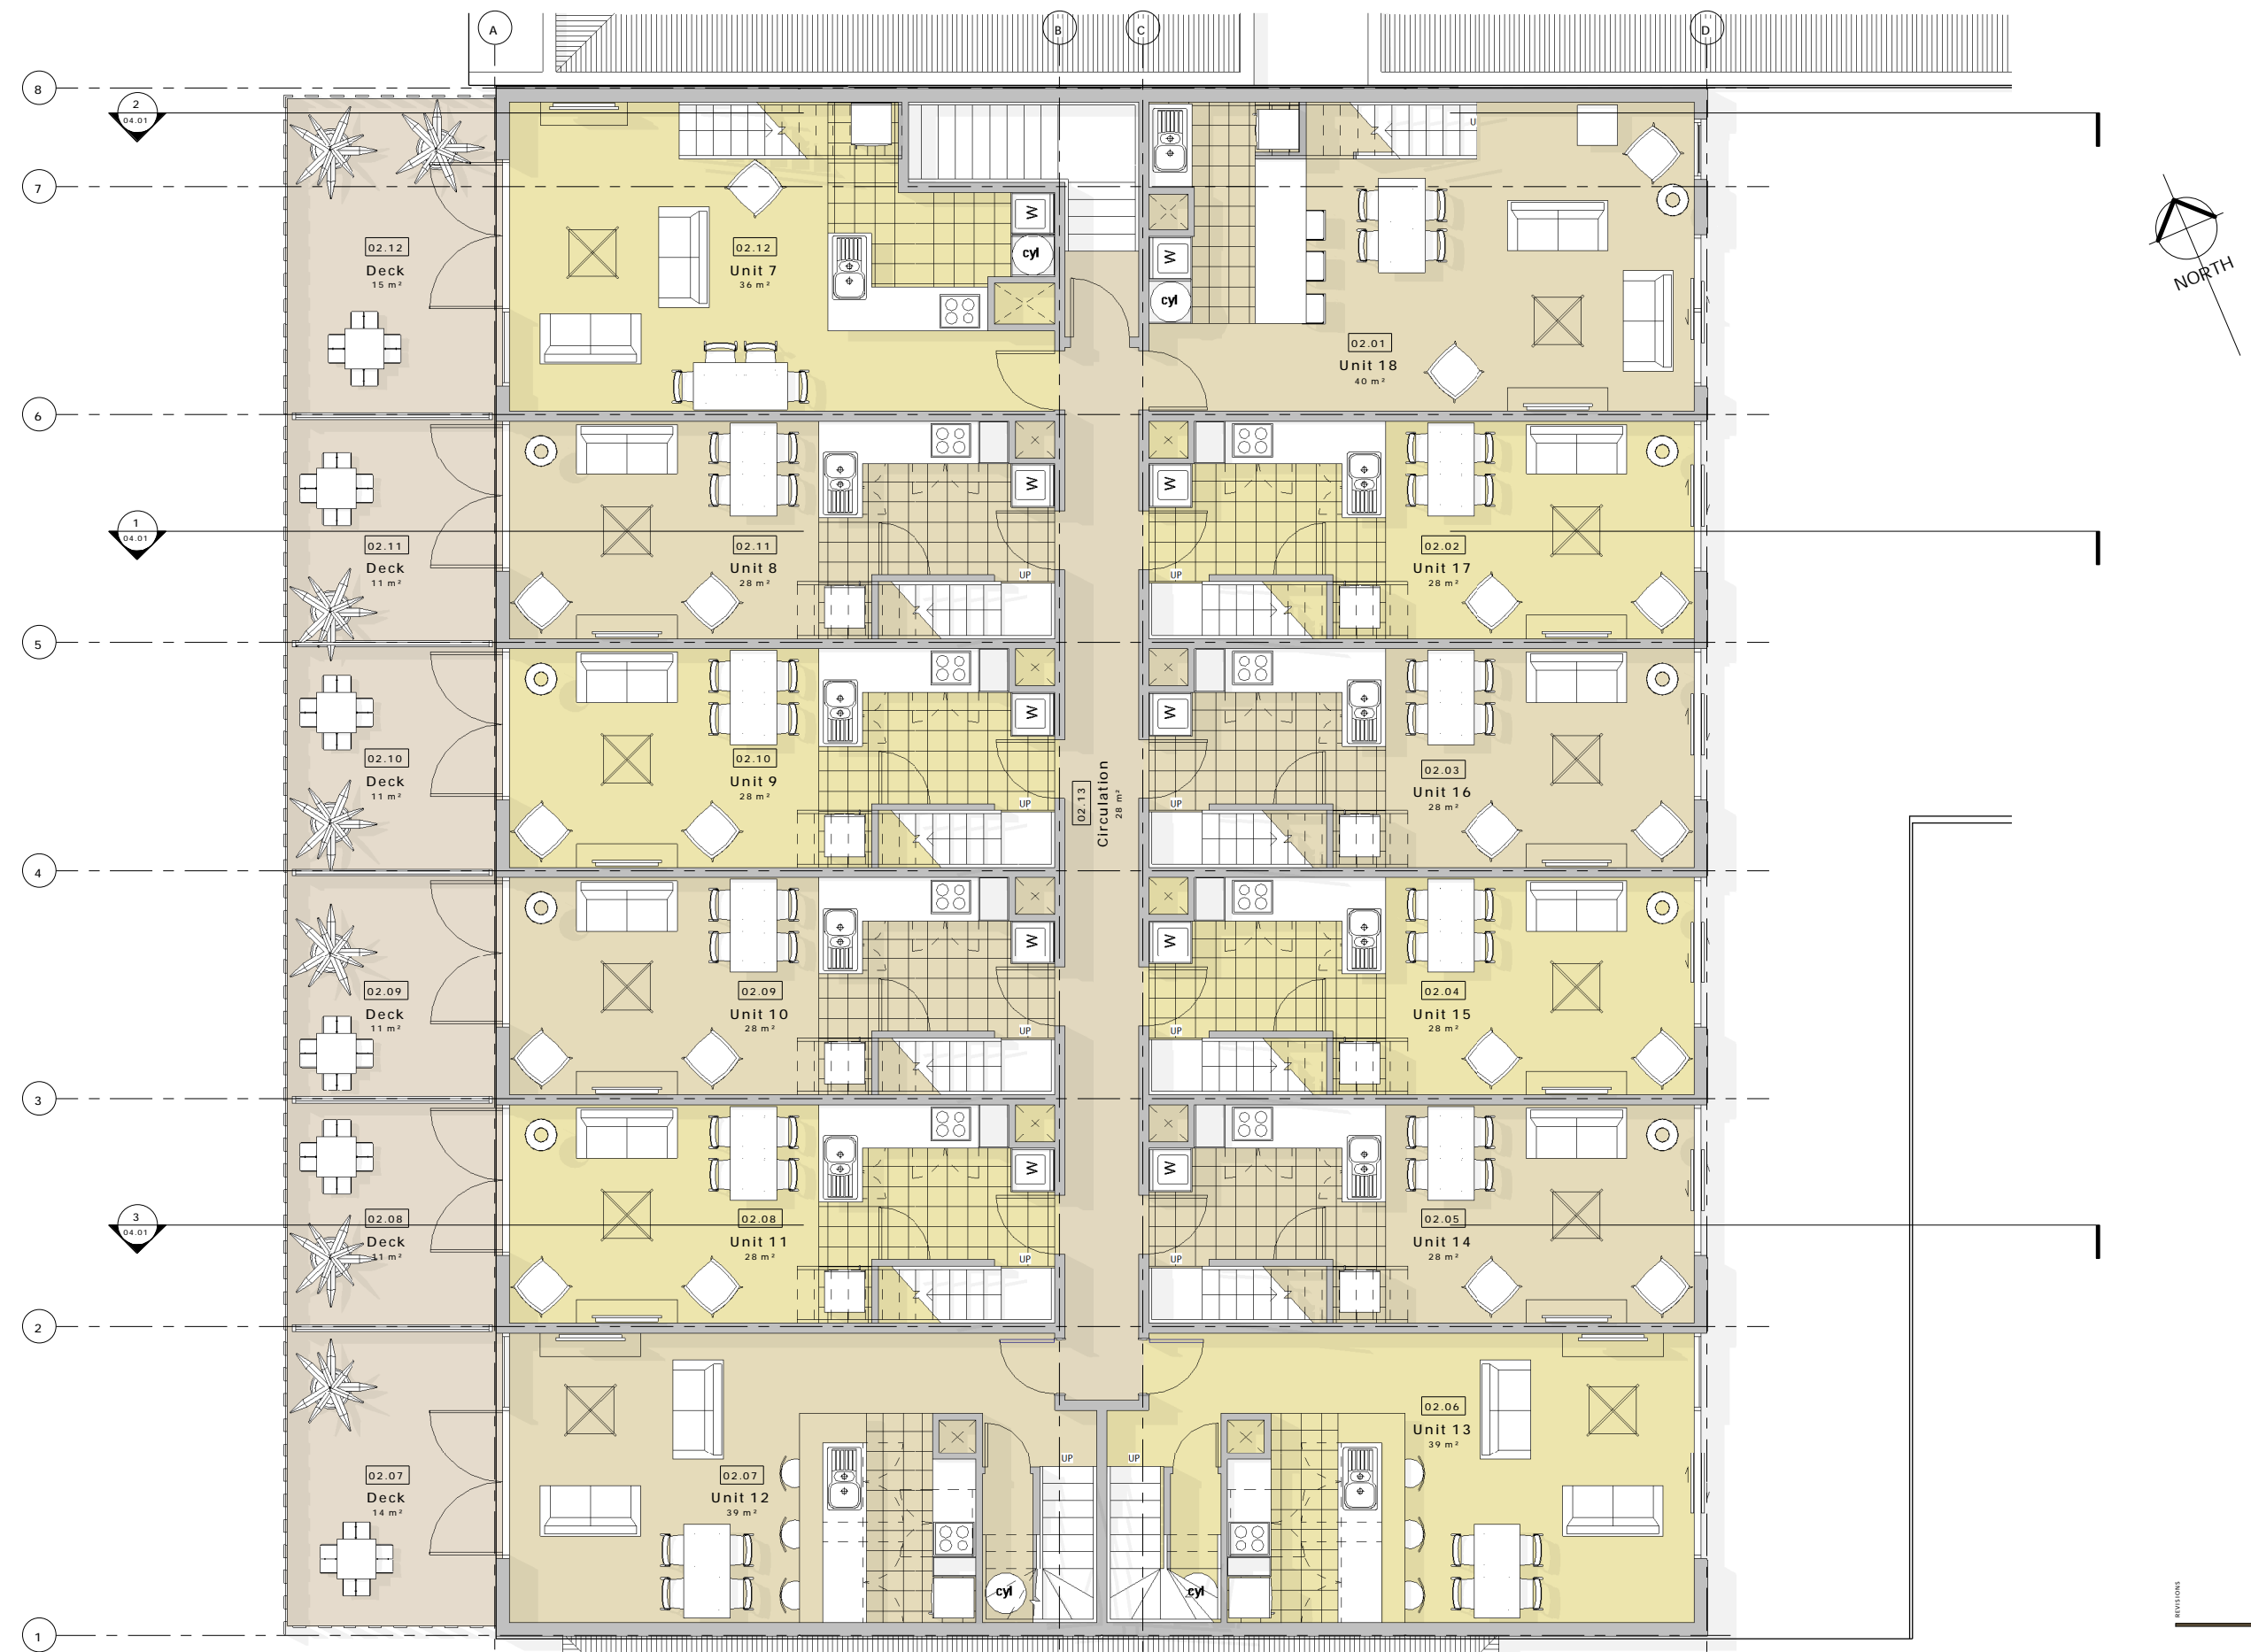 A
B
C
D
8
2
04.01
7
NORTH
02.12
Deck
15 m²
02.12
Unit 7
36 m²
W
cyl
U
W
cyl
02.01
Unit 18
40 m²
6
1
04.01
02.11
Deck
11 m²
02.11
Unit 8
28 m²
W
UP
W
UP
02.02
Unit 17
28 m²
5
02.10
Deck
11 m²
02.10
Unit 9
28 m²
W
UP
02.13
Circulation
28 m²
W
UP
02.03
Unit 16
28 m²
4
02.09
Deck
11 m²
02.09
Unit 10
28 m²
W
UP
W
UP
02.04
Unit 15
28 m²
3
3
04.01
02.08
Deck
11 m²
02.08
Unit 11
28 m²
W
UP
W
UP
02.05
Unit 14
28 m²
2
02.07
Deck
14 m²
02.07
Unit 12
39 m²
UP
cyl
UP
cyl
02.06
Unit 13
39 m²
1
REVISIONS